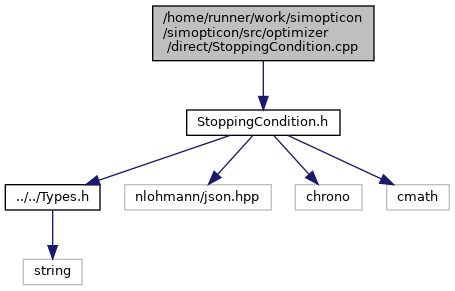 /home/runner/work/simopticon
/simopticon/src/optimizer
/direct/StoppingCondition.cpp
StoppingCondition.h
../../Types.h
nlohmann/json.hpp
chrono
cmath
string